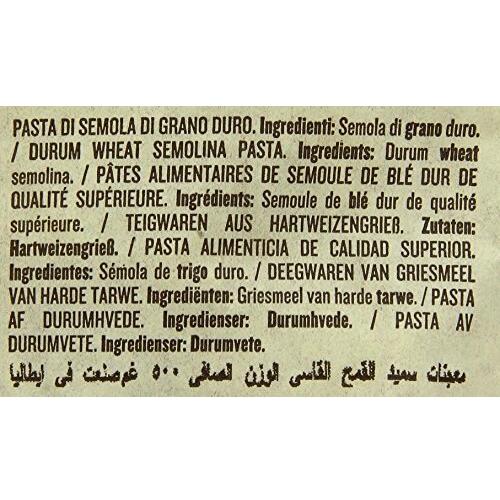 PASTA DI SEMOLA DI GRANO DURO. Ingredienti: Semola di grano duro.
/ DURUM WHEAT SEMOLINA PASTA. Ingredients: Durum wheat
semolina. / PÂTES ALIMENTAIRES DE SEMOULE DE BLÉ DUR DE
QUALITÉ SUPÉRIEURE. Ingrédients: Semoule de blé dur de qualité
supérieure. / TEIGWAREN AUS HARTWEIZENGRIEß. Zutaten:
Hartweizengrieß. / PASTA ALIMENTICIA DE CALIDAD SUPERIOR.
Ingredientes: Sémola de trigo duro. / DEEGWAREN VAN GRIESMEEL
VAN HARDE TARWE. Ingrediënten: Griesmeel van harde tarwe. / PASTA
AF DURUMHVEDE. Ingredienser: Durumhvede. / PASTA AV
DURUMVETE. Ingredienser: Durumvete.
معجنات سميد القمح القاسي الوزن الصافي ٥٠٠ غم صنعت في إيطاليا